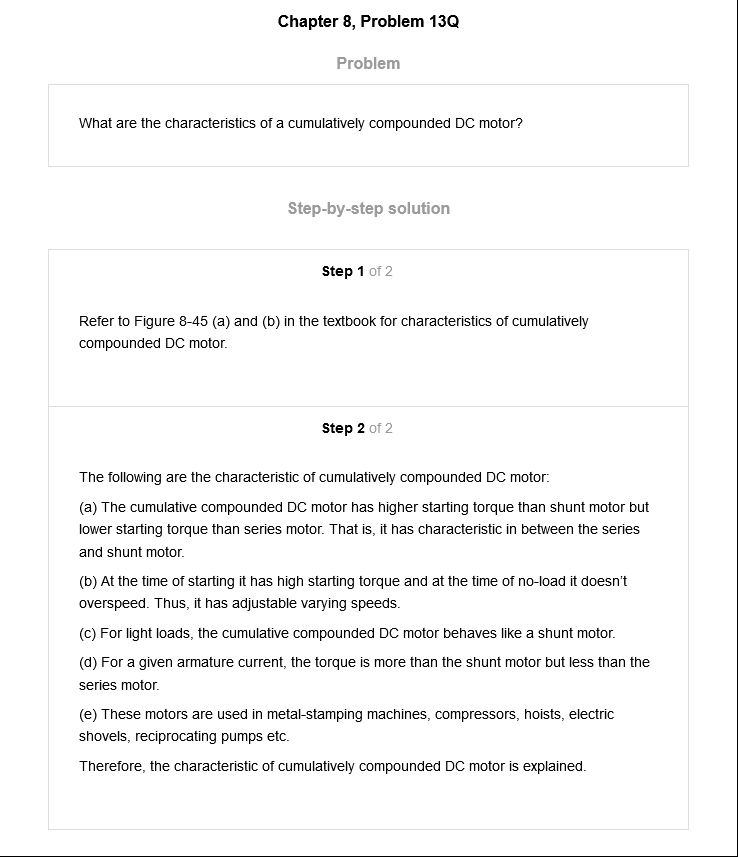 Chapter 8, Problem 13Q
Problem
What are the characteristics of a cumulatively compounded DC motor?
Step-by-step solution
Step 1 of 2
Refer to Figure 8-45 (a) and (b) in the textbook for characteristics of cumulatively
compounded DC motor.
Step 2 of 2
The following are the characteristic of cumulatively compounded DC motor:
(a) The cumulative compounded DC motor has higher starting torque than shunt motor but
lower starting torque than series motor. That is, it has characteristic in between the series
and shunt motor.
(b) At the time of starting it has high starting torque and at the time of no-load it doesn’t
overspeed. Thus, it has adjustable varying speeds.
(c) For light loads, the cumulative compounded DC motor behaves like a shunt motor.
(d) For a given armature current, the torque is more than the shunt motor but less than the
series motor.
(e) These motors are used in metal-stamping machines, compressors, hoists, electric
shovels, reciprocating pumps etc.
Therefore, the characteristic of cumulatively compounded DC motor is explained.